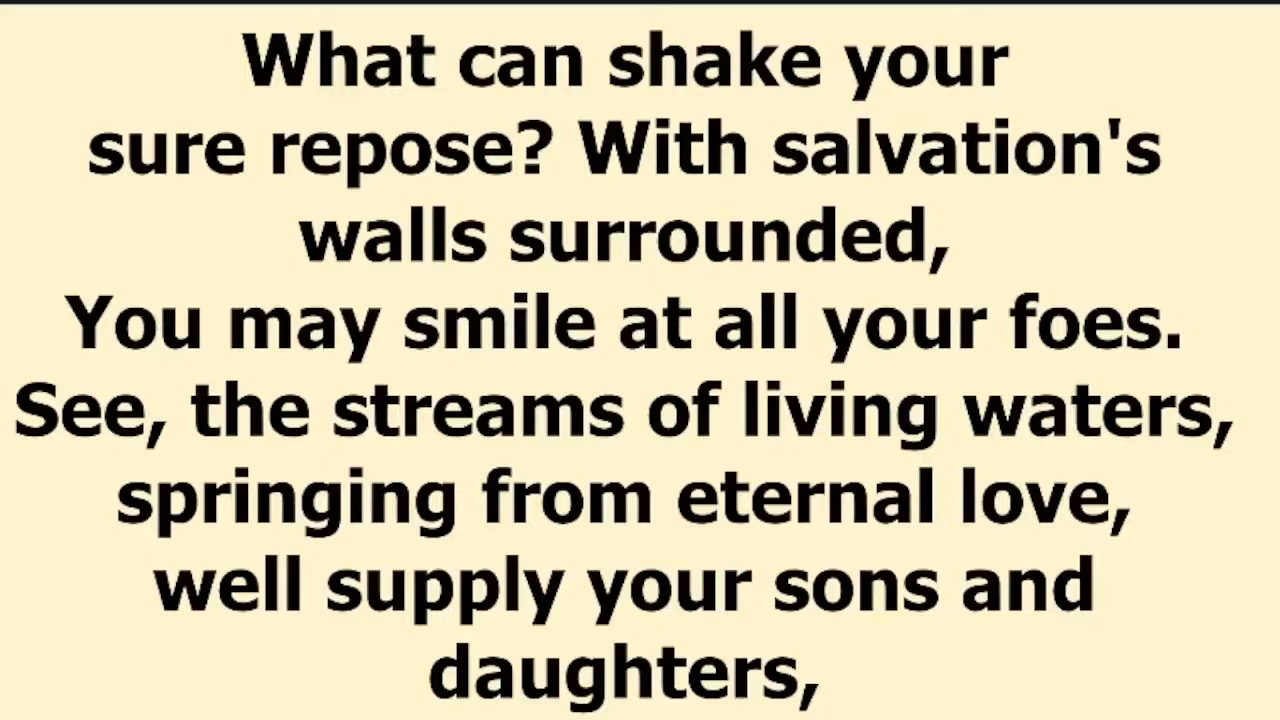 What can shake your
sure repose? With salvation's
walls surrounded,
You may smile at all your foes.
See, the streams of living waters,
springing from eternal love,
well supply your sons and
daughters,